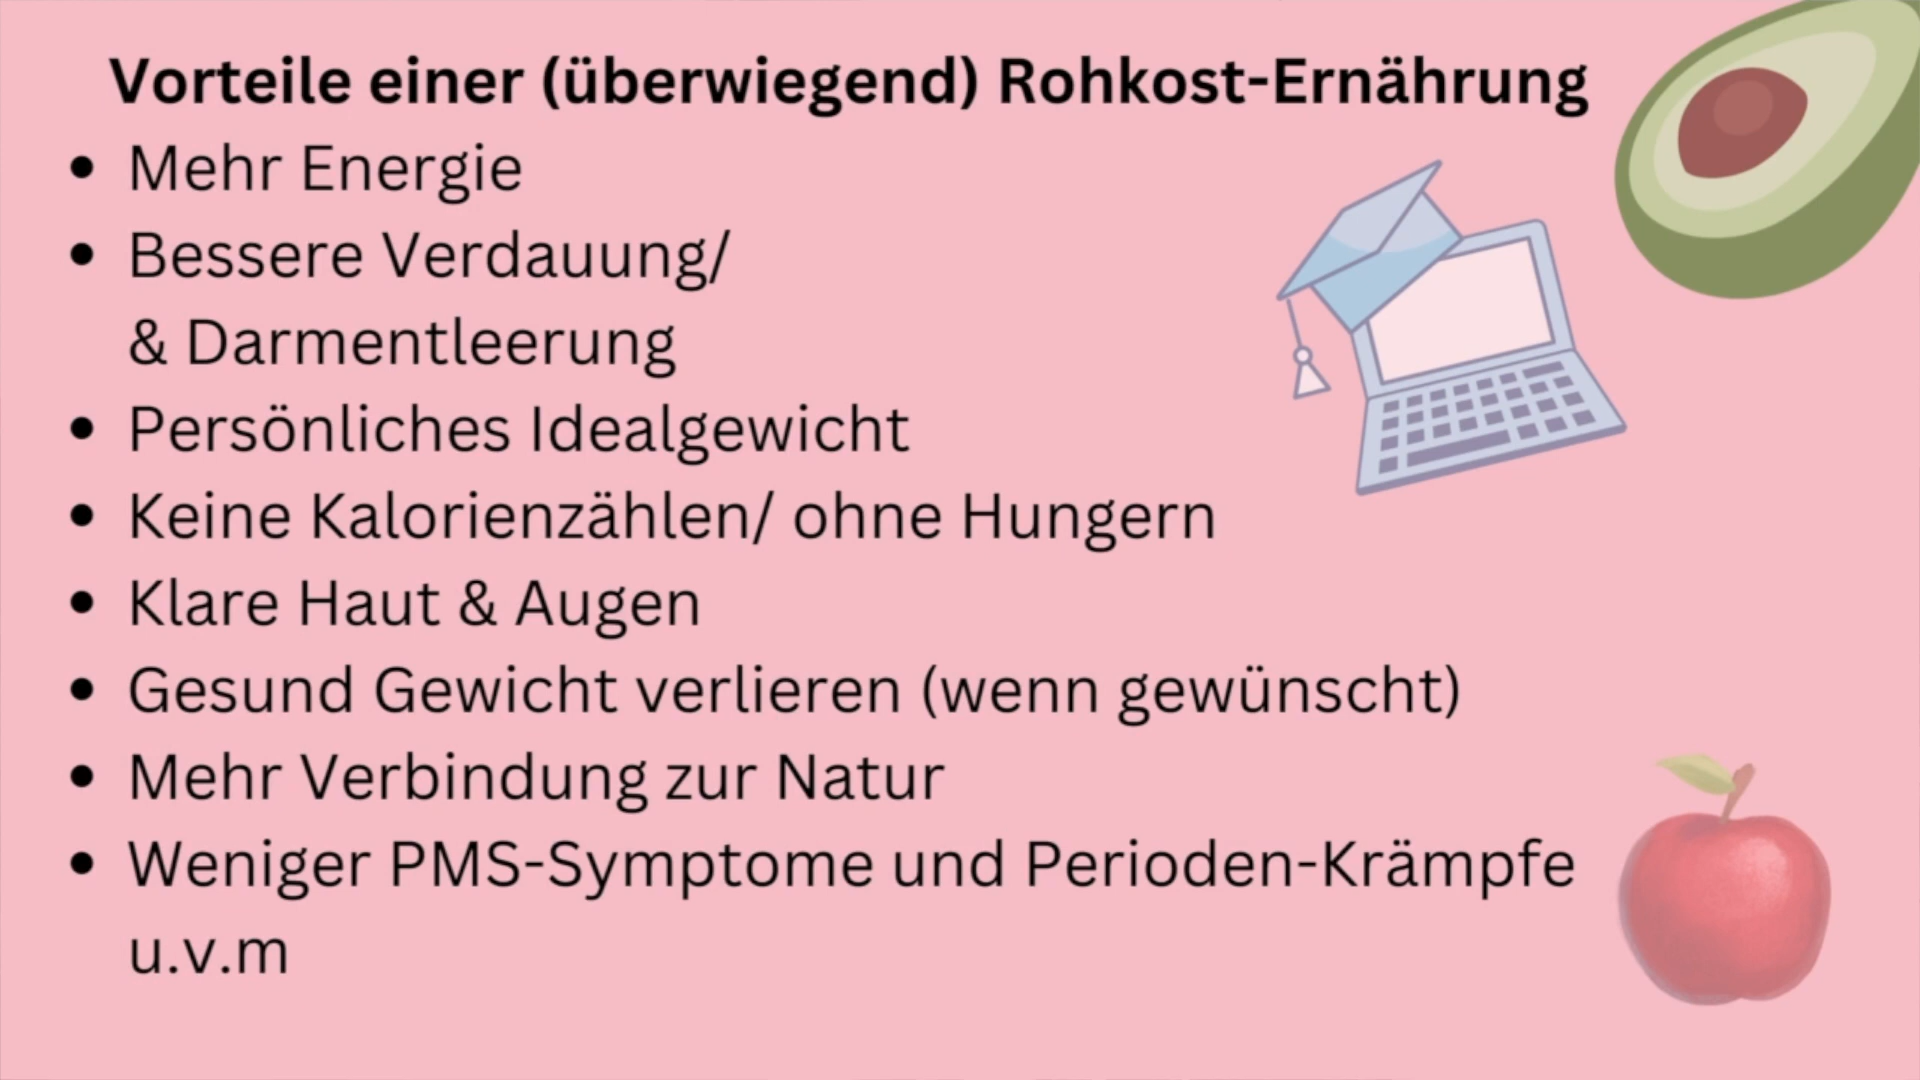 Vorteile einer (überwiegend) Rohkost-Ernährung
• Mehr Energie
• Bessere Verdauung/
& Darmentleerung
• Persönliches Idealgewicht
• Keine Kalorienzählen/ ohne Hungern
• Klare Haut & Augen
• Gesund Gewicht verlieren (wenn gewünscht)
• Mehr Verbindung zur Natur
• Weniger PMS-Symptome und Perioden-Krämpfe
u.v.m